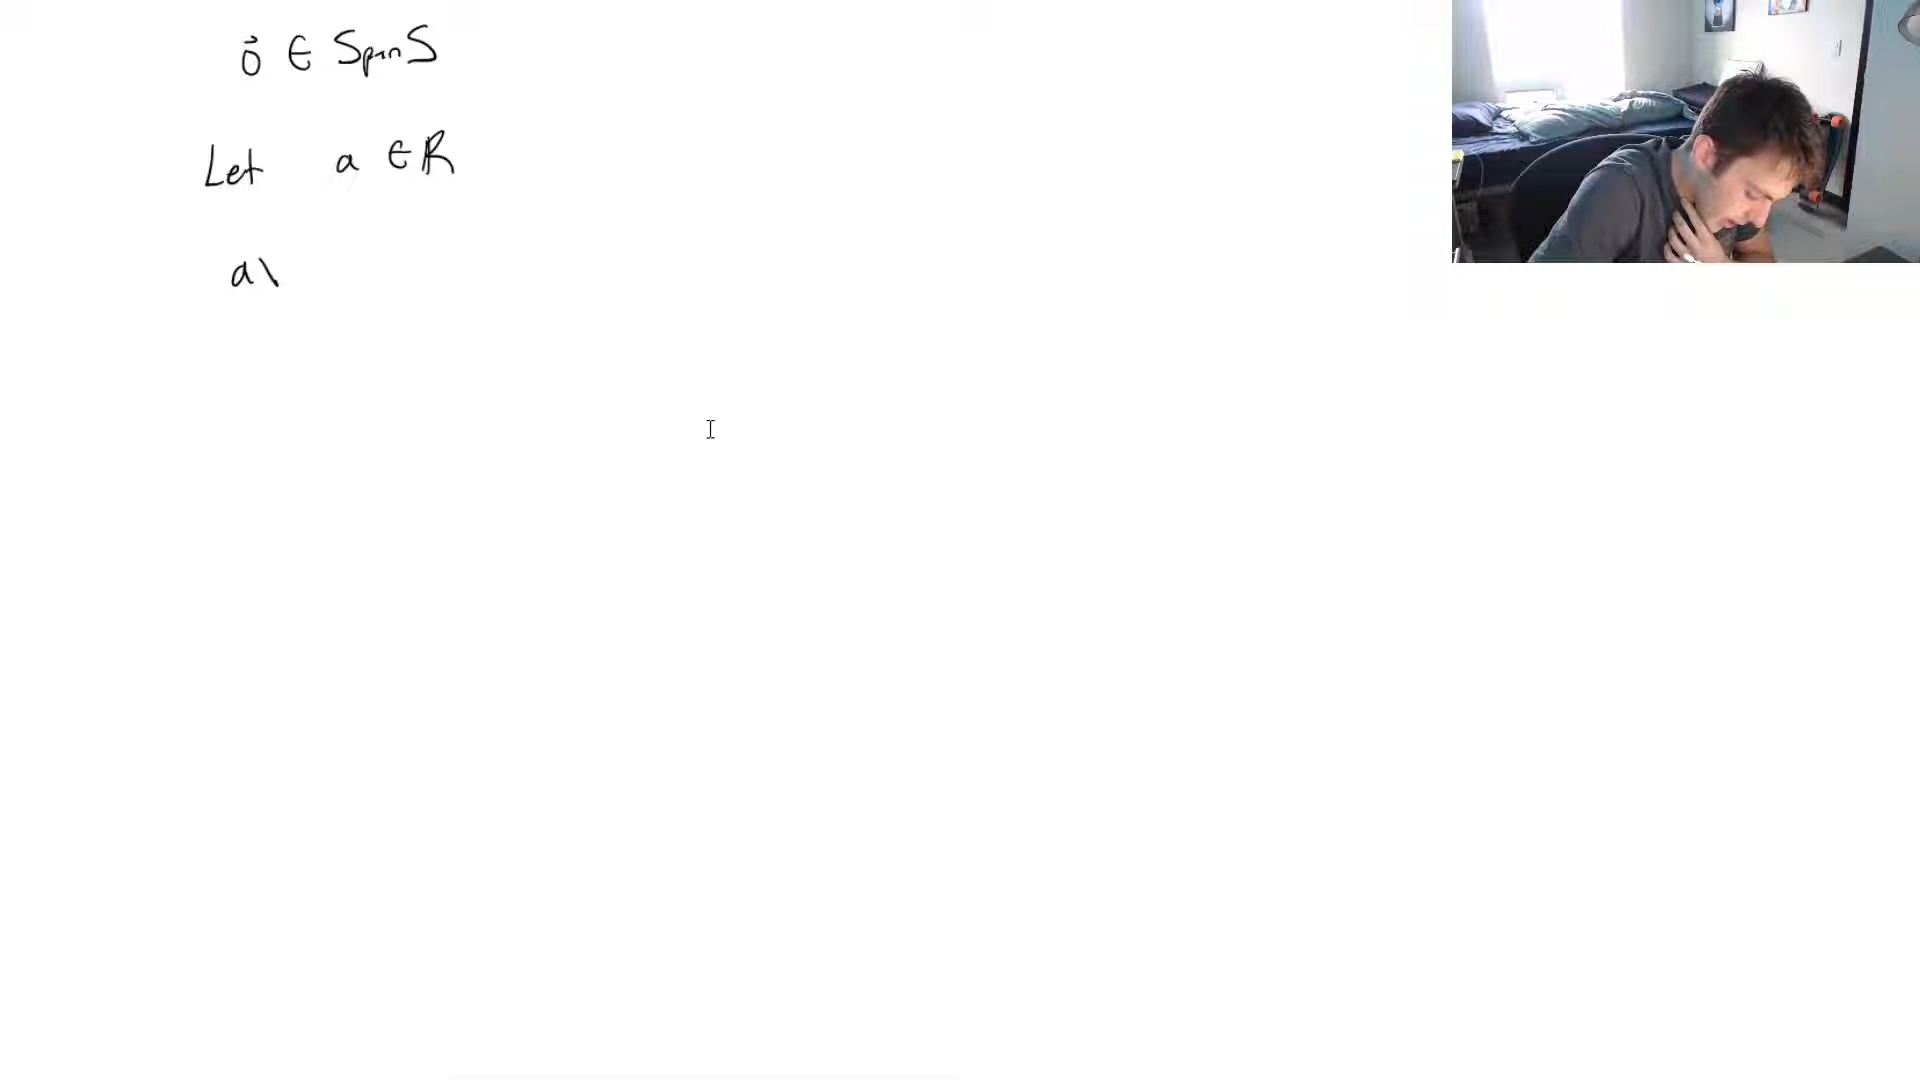 0⃗ ∈ Span S
Let a ∈ ℝ
a\